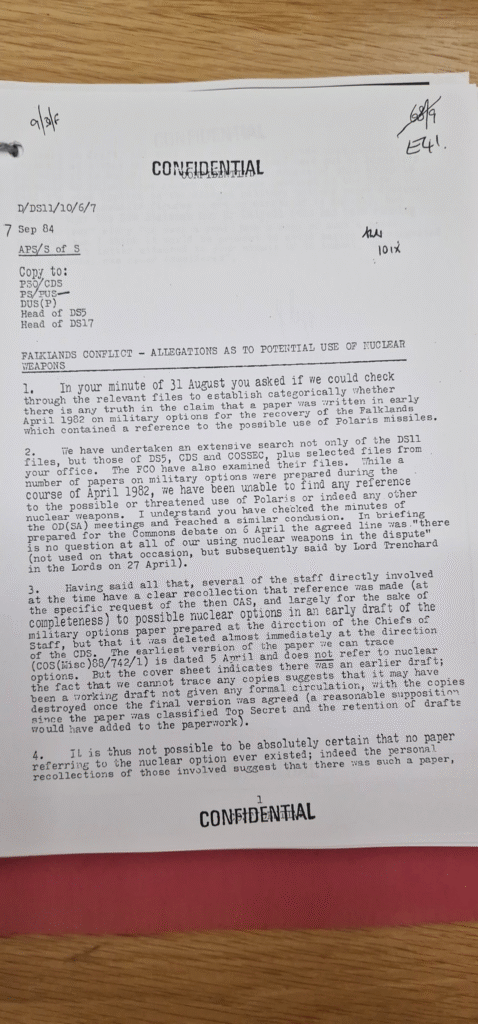 9/3/F
68/9
E41.
CONFIDENTIAL
D/DS11/10/6/7
7 Sep 84
APS/S of S
101X
Copy to:
PSO/CDS
PS/PUS
DUS(P)
Head of DS5
Head of DS17
FALKLANDS CONFLICT - ALLEGATIONS AS TO POTENTIAL USE OF NUCLEAR
WEAPONS
1. In your minute of 31 August you asked if we could check
through the relevant files to establish categorically whether
there is any truth in the claim that a paper was written in early
April 1982 on military options for the recovery of the Falklands
which contained a reference to the possible use of Polaris missiles.
2. We have undertaken an extensive search not only of the DS11
files, but those of DS5, CDS and COSSEC, plus selected files from
your office. The FCO have also examined their files. While a
number of papers on military options were prepared during the
course of April 1982, we have been unable to find any reference
to the possible or threatened use of Polaris or indeed any other
nuclear weapons. I understand you have checked the minutes of
the OD(SA) meetings and reached a similar conclusion. In briefing
prepared for the Commons debate on 6 April the agreed line was "there
is no question at all of our using nuclear weapons in the dispute"
(not used on that occasion, but subsequently said by Lord Trenchard
in the Lords on 27 April).
3. Having said all that, several of the staff directly involved
at the time have a clear recollection that reference was made (at
the specific request of the then CAS, and largely for the sake of
completeness) to possible nuclear options in an early draft of the
military options paper prepared at the direction of the Chiefs of
Staff, but that it was deleted almost immediately at the direction
of the CDS. The earliest version of the paper we can trace
(COS(Misc)88/742/1) is dated 5 April and does not refer to nuclear
options. But the cover sheet indicates there was an earlier draft;
the fact that we cannot trace any copies suggests that it may have
been a working draft not given any formal circulation, with the copies
destroyed once the final version was agreed (a reasonable supposition
since the paper was classified Top Secret and the retention of drafts
would have added to the paperwork).
4. It is thus not possible to be absolutely certain that no paper
referring to the nuclear option ever existed; indeed the personal
recollections of those involved suggest that there was such a paper,
1
CONFIDENTIAL